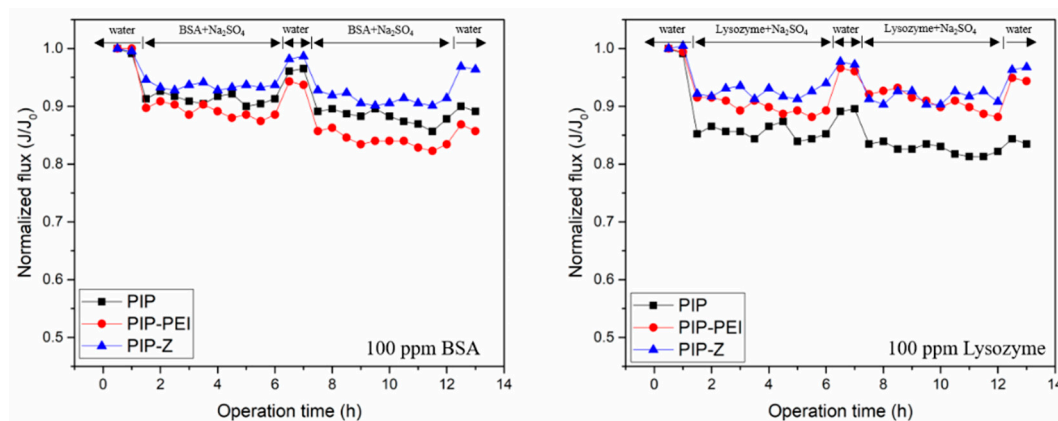 water BSA+Na₂SO₄ water BSA+Na₂SO₄ water
1.0
0.9
0.8
0.7
0.6
0.5
Normalized flux (J/J₀)
PIP
PIP-PEI
PIP-Z
100 ppm BSA
0 2 4 6 8 10 12 14
Operation time (h)
water Lysozyme+Na₂SO₄ water Lysozyme+Na₂SO₄ water
1.0
0.9
0.8
0.7
0.6
0.5
Normalized flux (J/J₀)
PIP
PIP-PEI
PIP-Z
100 ppm Lysozyme
0 2 4 6 8 10 12 14
Operation time (h)